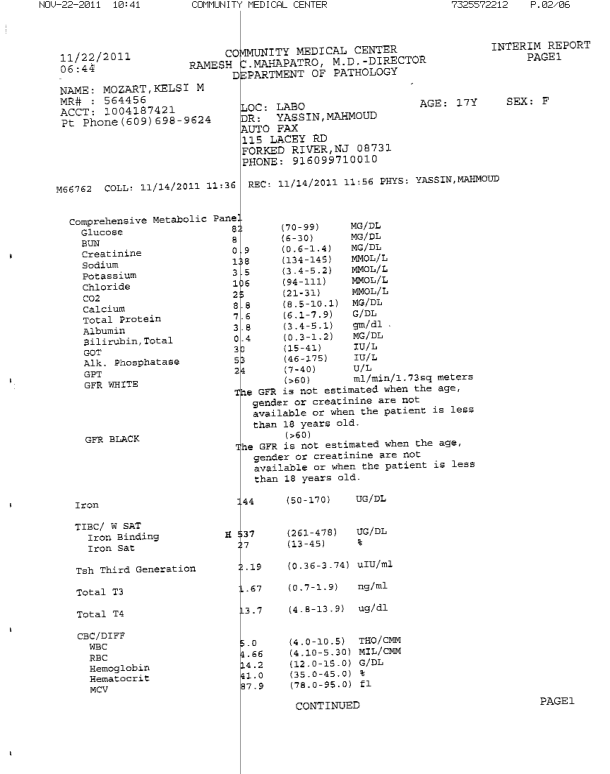 NOV-22-2011 10:41 COMMUNITY MEDICAL CENTER 7325572212 P.02/06
11/22/2011 COMMUNITY MEDICAL CENTER INTERIM REPORT
06:44 RAMESH C.MAHAPATRO, M.D.-DIRECTOR PAGE1
DEPARTMENT OF PATHOLOGY
NAME: MOZART,KELSI M
MR# : 564456 LOC: LABO AGE: 17Y SEX: F
ACCT: 1004187421 DR: YASSIN,MAHMOUD
Pt Phone(609)698-9624 AUTO FAX
115 LACEY RD
FORKED RIVER,NJ 08731
PHONE: 916099710010
M66762 COLL: 11/14/2011 11:36 REC: 11/14/2011 11:56 PHYS: YASSIN,MAHMOUD
Comprehensive Metabolic Panel
Glucose 82 (70-99) MG/DL
BUN 8 (6-30) MG/DL
Creatinine 0.9 (0.6-1.4) MG/DL
Sodium 138 (134-145) MMOL/L
Potassium 3.5 (3.4-5.2) MMOL/L
Chloride 106 (94-111) MMOL/L
CO2 25 (21-31) MMOL/L
Calcium 8.8 (8.5-10.1) MG/DL
Total Protein 7.6 (6.1-7.9) G/DL
Albumin 3.8 (3.4-5.1) gm/dl
Bilirubin,Total 0.4 (0.3-1.2) MG/DL
GOT 30 (15-41) IU/L
Alk. Phosphatase 53 (46-175) IU/L
GPT 24 (7-40) U/L
GFR WHITE (>60) ml/min/1.73sq meters
The GFR is not estimated when the age,
gender or creatinine are not
available or when the patient is less
than 18 years old.
GFR BLACK (>60)
The GFR is not estimated when the age,
gender or creatinine are not
available or when the patient is less
than 18 years old.
Iron 144 (50-170) UG/DL
TIBC/ W SAT
Iron Binding H 537 (261-478) UG/DL
Iron Sat 27 (13-45) %
Tsh Third Generation 2.19 (0.36-3.74) uIU/ml
Total T3 1.67 (0.7-1.9) ng/ml
Total T4 13.7 (4.8-13.9) ug/dl
CBC/DIFF
WBC 5.0 (4.0-10.5) THO/CMM
RBC 4.66 (4.10-5.30) MIL/CMM
Hemoglobin 14.2 (12.0-15.0) G/DL
Hematocrit 41.0 (35.0-45.0) %
MCV 87.9 (78.0-95.0) fl
CONTINUED PAGE1